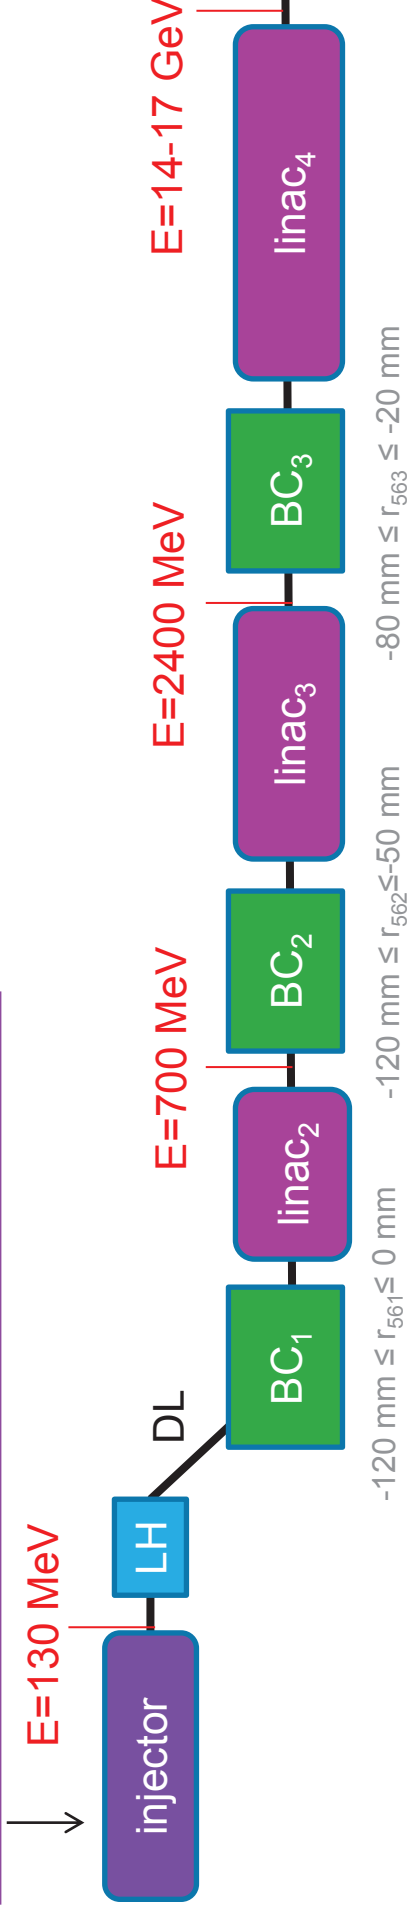 E=130 MeV
E=700 MeV
E=2400 MeV
E=14-17 GeV
injector
LH
DL
BC₁
linac₂
BC₂
linac₃
BC₃
linac₄
-120 mm ≤ r₅₆₁≤ 0 mm
-120 mm ≤ r₅₆₂≤-50 mm
-80 mm ≤ r₅₆₃ ≤ -20 mm